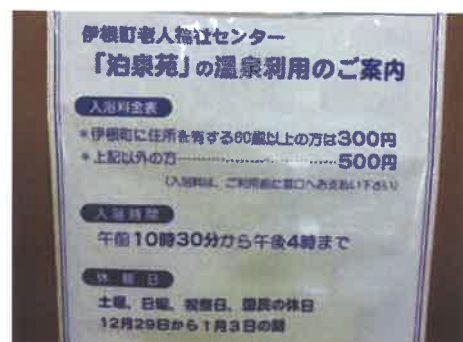 伊根町老人福祉センター
「泊泉苑」の温泉利用のご案内
入浴料金表
＊伊根町に住所を有する60歳以上の方は300円
＊上記以外の方……………………500円
(入浴料は、ご利用前に窓口へお支払い下さい)
入浴時間
午前10時30分から午後4時まで
休館日
土曜、日曜、祝祭日、国民の休日
12月29日から1月3日の間